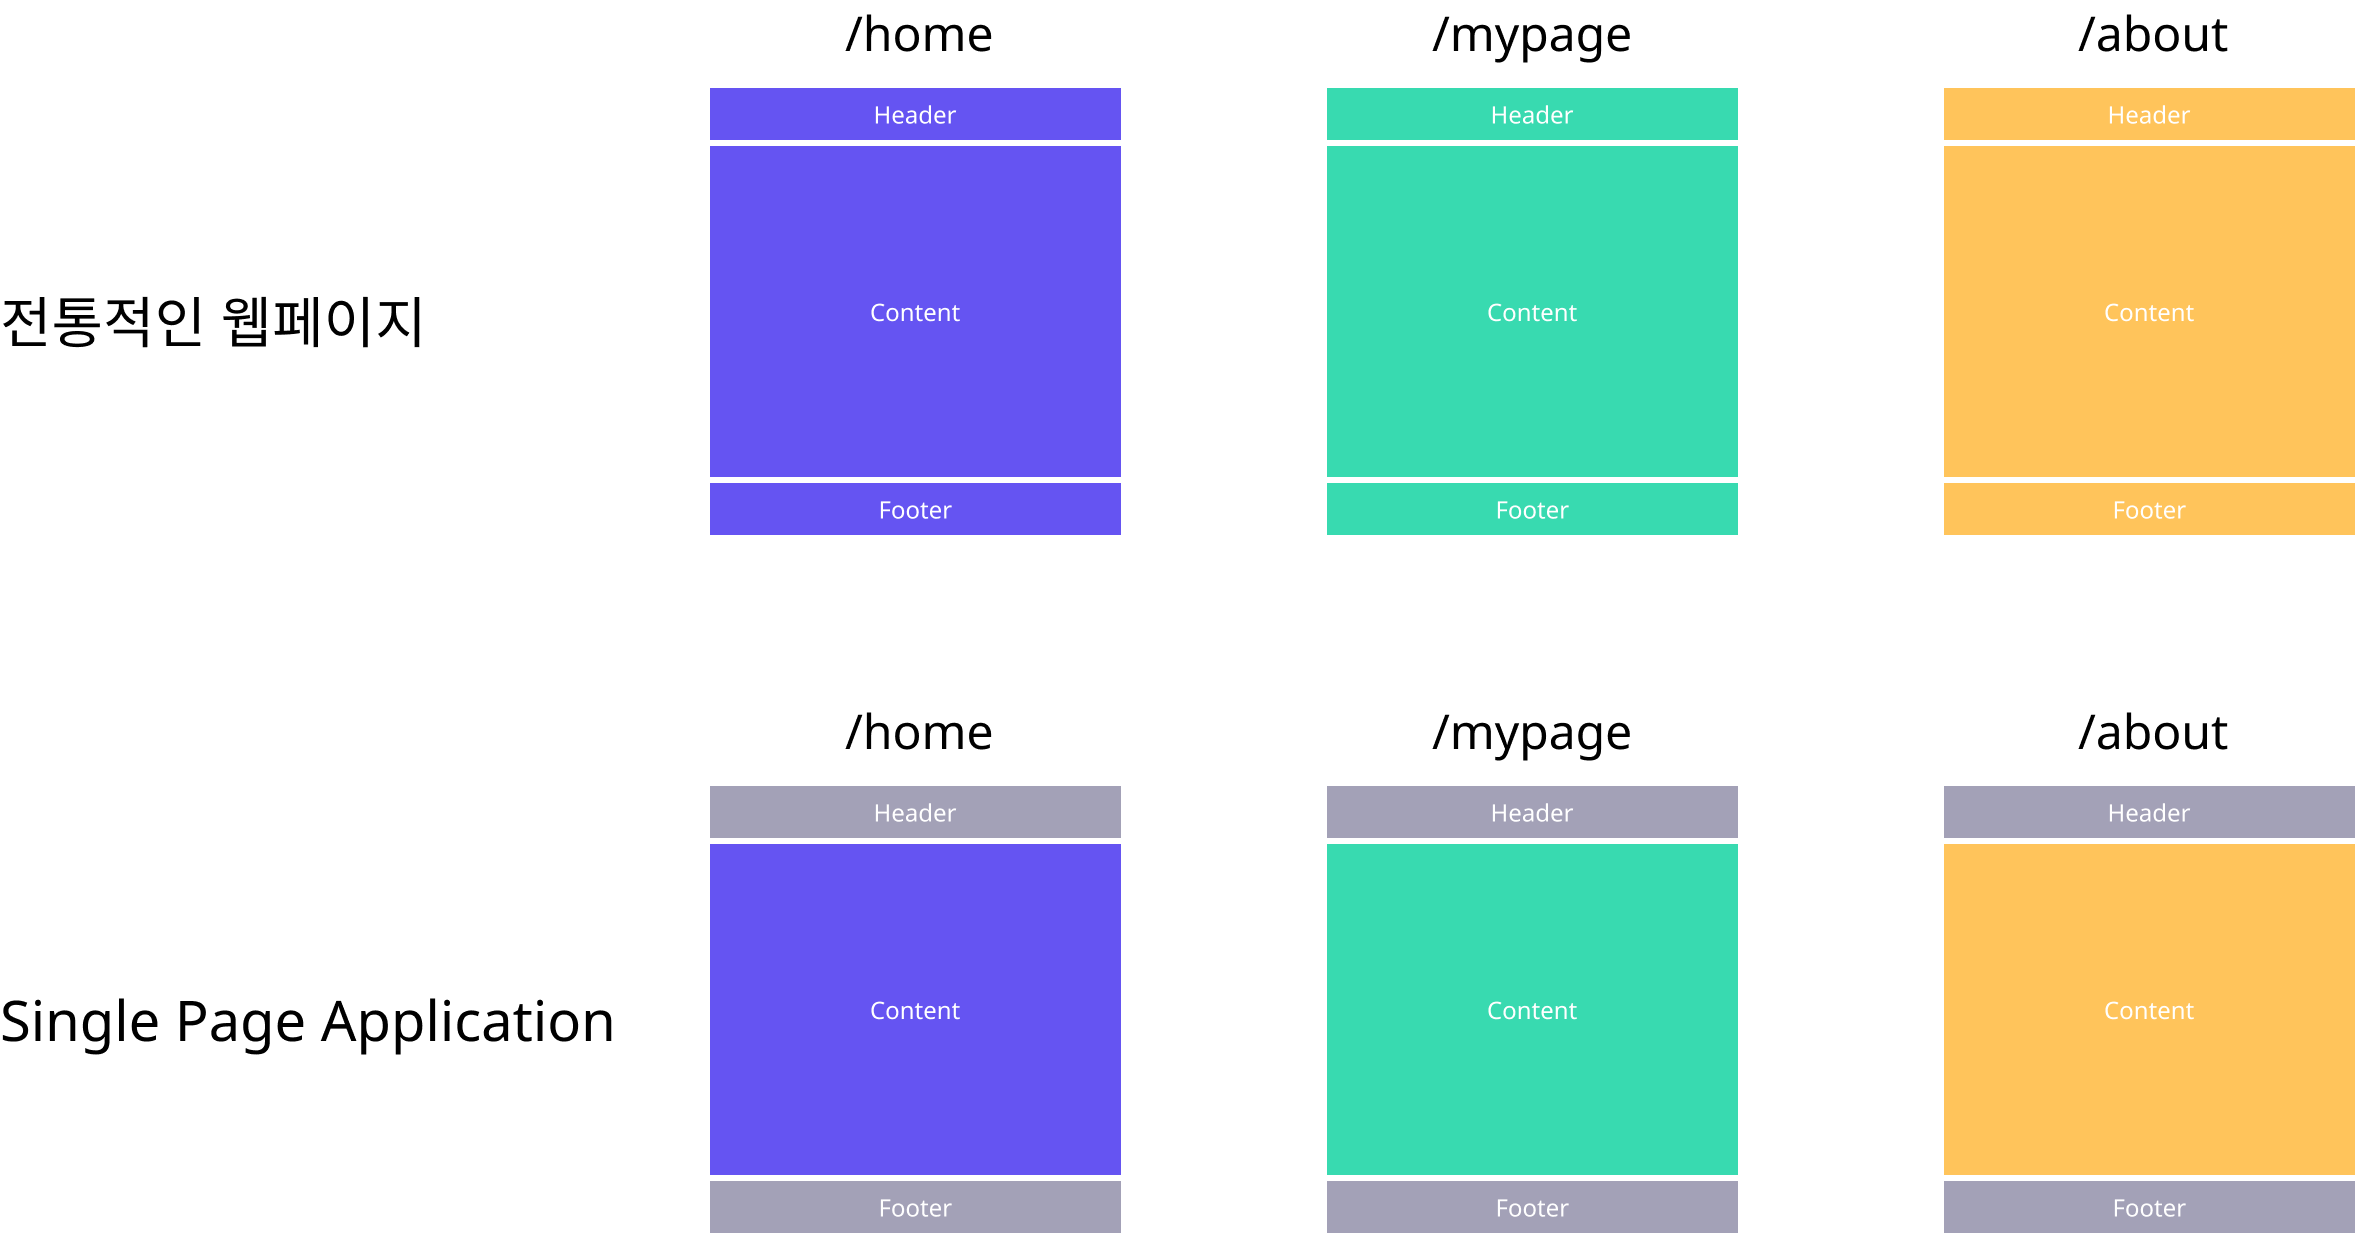 /home
/mypage
/about
Header
Header
Header
전통적인 웹페이지
Content
Content
Content
Footer
Footer
Footer
/home
/mypage
/about
Header
Header
Header
Single Page Application
Content
Content
Content
Footer
Footer
Footer